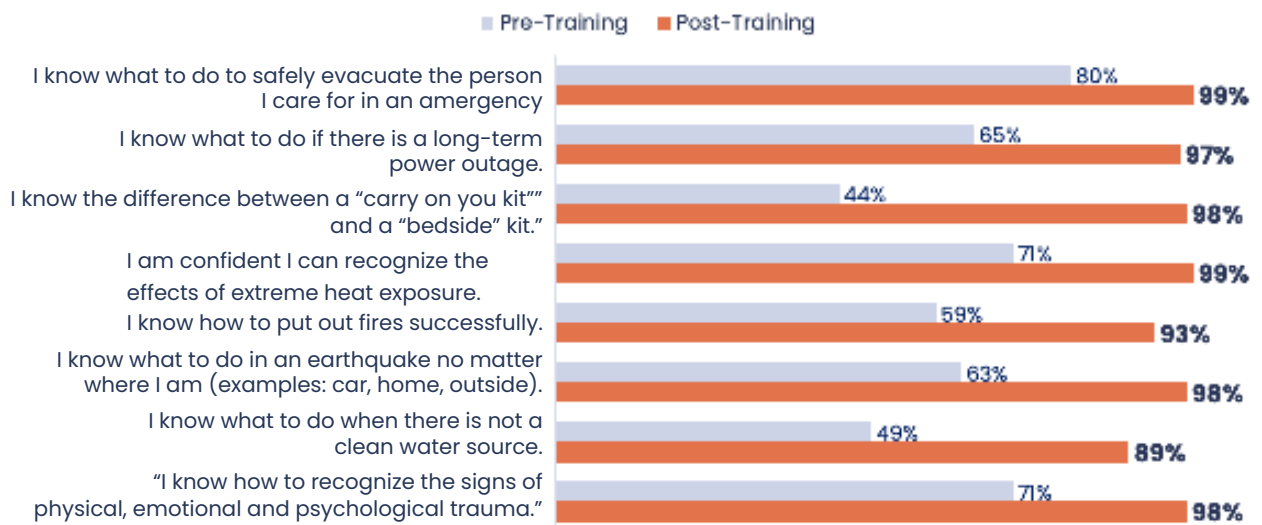 Pre-Training Post-Training
I know what to do to safely evacuate the person
I care for in an amergency
80%
99%
I know what to do if there is a long-term
power outage.
65%
97%
I know the difference between a “carry on you kit””
and a “bedside” kit.”
44%
98%
I am confident I can recognize the
effects of extreme heat exposure.
71%
99%
I know how to put out fires successfully.
59%
93%
I know what to do in an earthquake no matter
where I am (examples: car, home, outside).
63%
98%
I know what to do when there is not a
clean water source.
49%
89%
“I know how to recognize the signs of
physical, emotional and psychological trauma.”
71%
98%